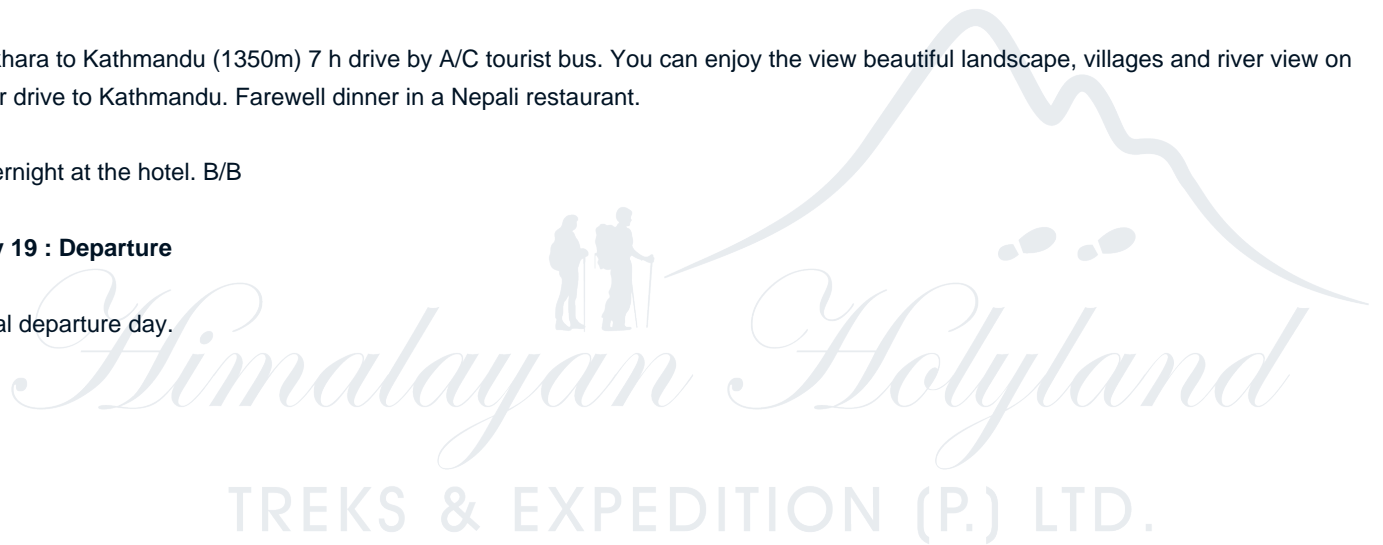 hara to Kathmandu (1350m) 7 h drive by A/C tourist bus. You can enjoy the view beautiful landscape, villages and river view on
r drive to Kathmandu. Farewell dinner in a Nepali restaurant.
ernight at the hotel. B/B
y 19 : Departure
al departure day.
Himalayan Holyland
TREKS & EXPEDITION (P.) LTD.